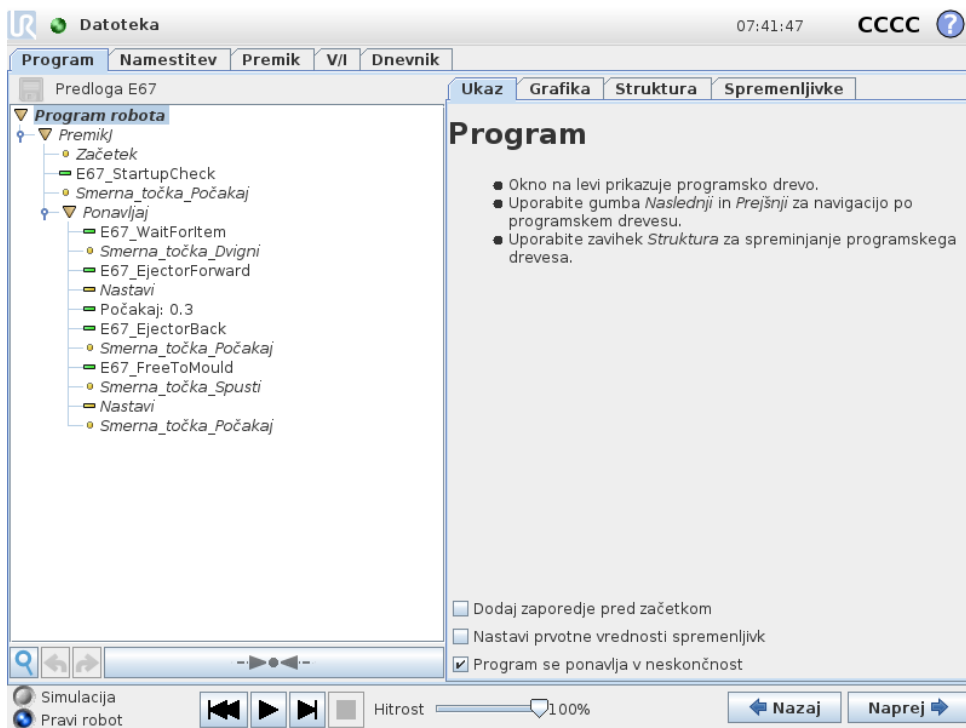 UR Datoteka 07:41:47 CCCC ?
Program Namestitev Premik V/I Dnevnik
Predloga E67
Program robota
PremikJ
Začetek
E67_StartupCheck
Smerna_točka_Počakaj
Ponavljaj
E67_WaitForItem
Smerna_točka_Dvigni
E67_EjectorForward
Nastavi
Počakaj: 0.3
E67_EjectorBack
Smerna_točka_Počakaj
E67_FreeToMould
Smerna_točka_Spusti
Nastavi
Smerna_točka_Počakaj
Ukaz Grafika Struktura Spremenljivke
Program
Okno na levi prikazuje programsko drevo.
Uporabite gumba Naslednji in Prejšnji za navigacijo po
programskem drevesu.
Uporabite zavihek Struktura za spreminjanje programskega
drevesa.
Dodaj zaporedje pred začetkom
Nastavi prvotne vrednosti spremenljivk
Program se ponavlja v neskončnost
Simulacija
Pravi robot
Hitrost 100%
Nazaj Naprej